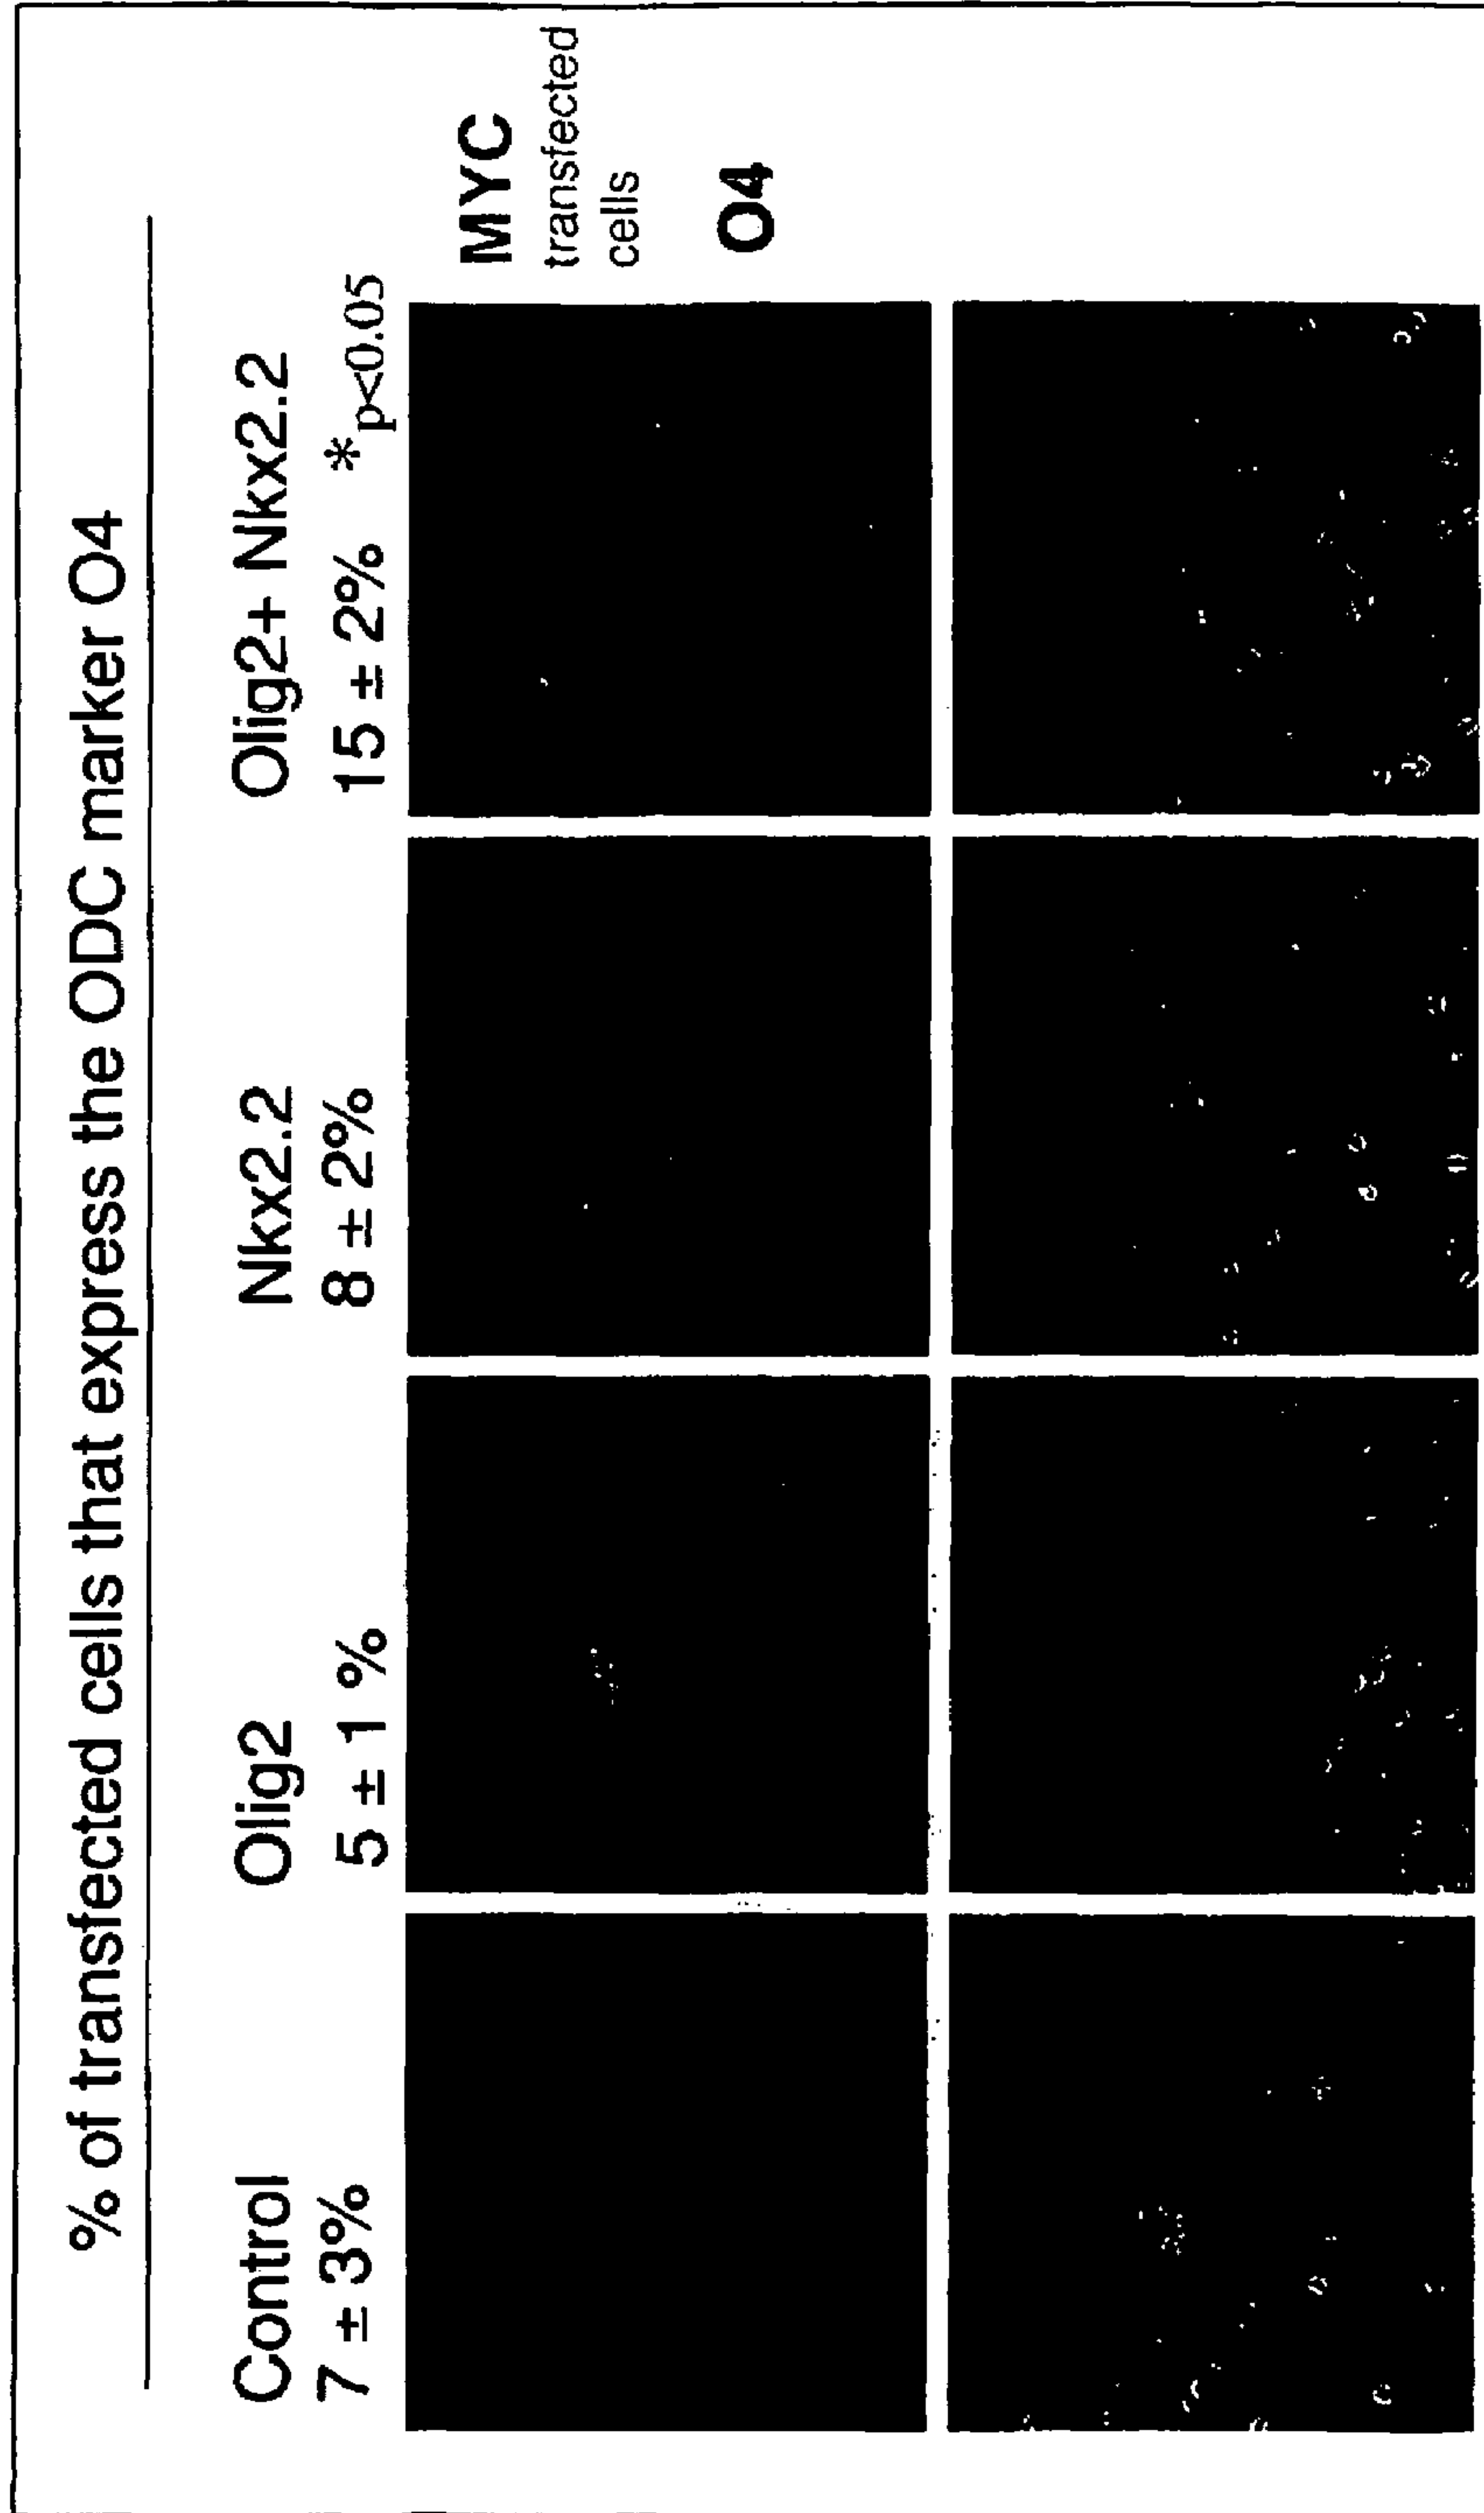 % of transfected cells that express the ODC marker O4
Control
7 ± 3%
Olig2
5 ± 1 %
Nkx2.2
8 ± 2%
Olig2+ Nkx2.2
15 ± 2% *p<0.05
MYC
transfected
cells
O4